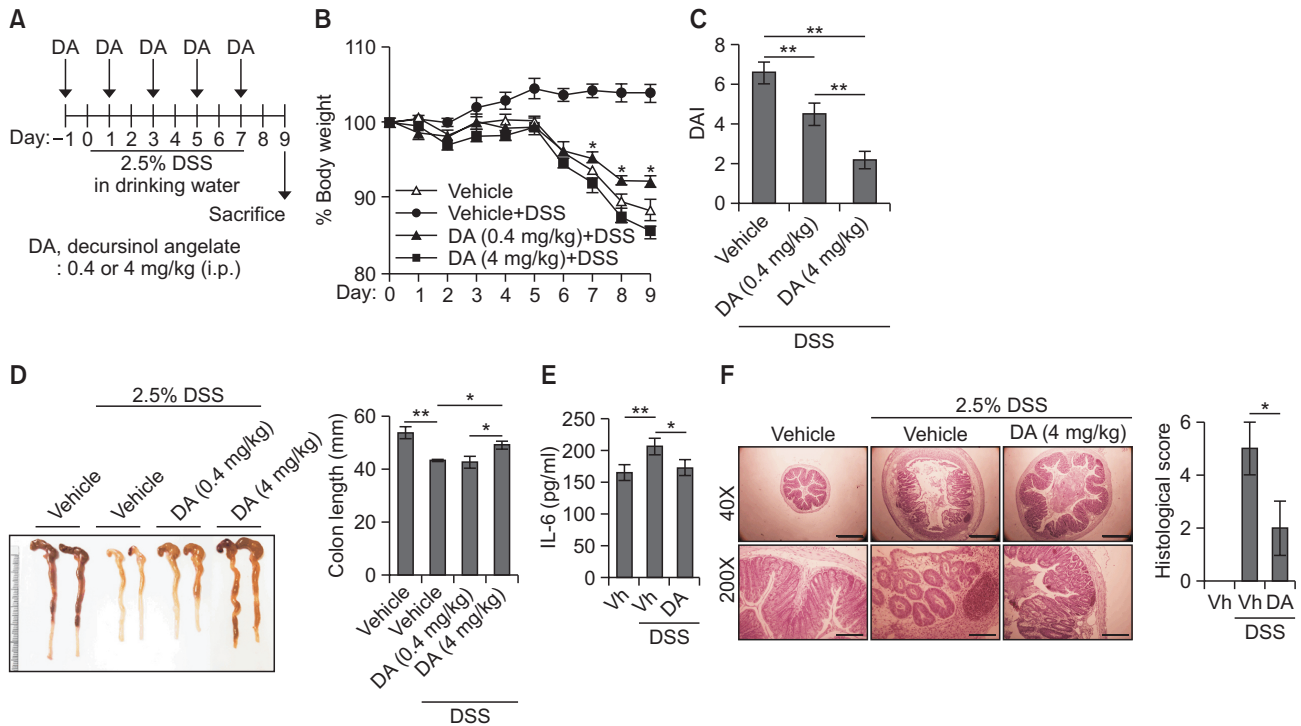 A
DA DA DA DA DA
Day: –1 0 1 2 3 4 5 6 7 8 9
2.5% DSS
in drinking water
Sacrifice
DA, decursinol angelate
: 0.4 or 4 mg/kg (i.p.)
B
110
100
90
80
% Body weight
* * *
Vehicle
Vehicle+DSS
DA (0.4 mg/kg)+DSS
DA (4 mg/kg)+DSS
Day: 0 1 2 3 4 5 6 7 8 9
C
**
** **
8
6
4
2
0
DAI
Vehicle
DA (0.4 mg/kg)
DA (4 mg/kg)
DSS
D
2.5% DSS
Vehicle
Vehicle
DA (0.4 mg/kg)
DA (4 mg/kg)
60
40
20
0
Colon length (mm)
** *
*
Vehicle
Vehicle
DA (0.4 mg/kg)
DA (4 mg/kg)
DSS
E
250
200
150
100
50
0
IL-6 (pg/ml)
** *
Vh Vh DA
DSS
F
2.5% DSS
Vehicle Vehicle DA (4 mg/kg)
40X
200X
6
4
2
0
Histological score
*
Vh Vh DA
DSS